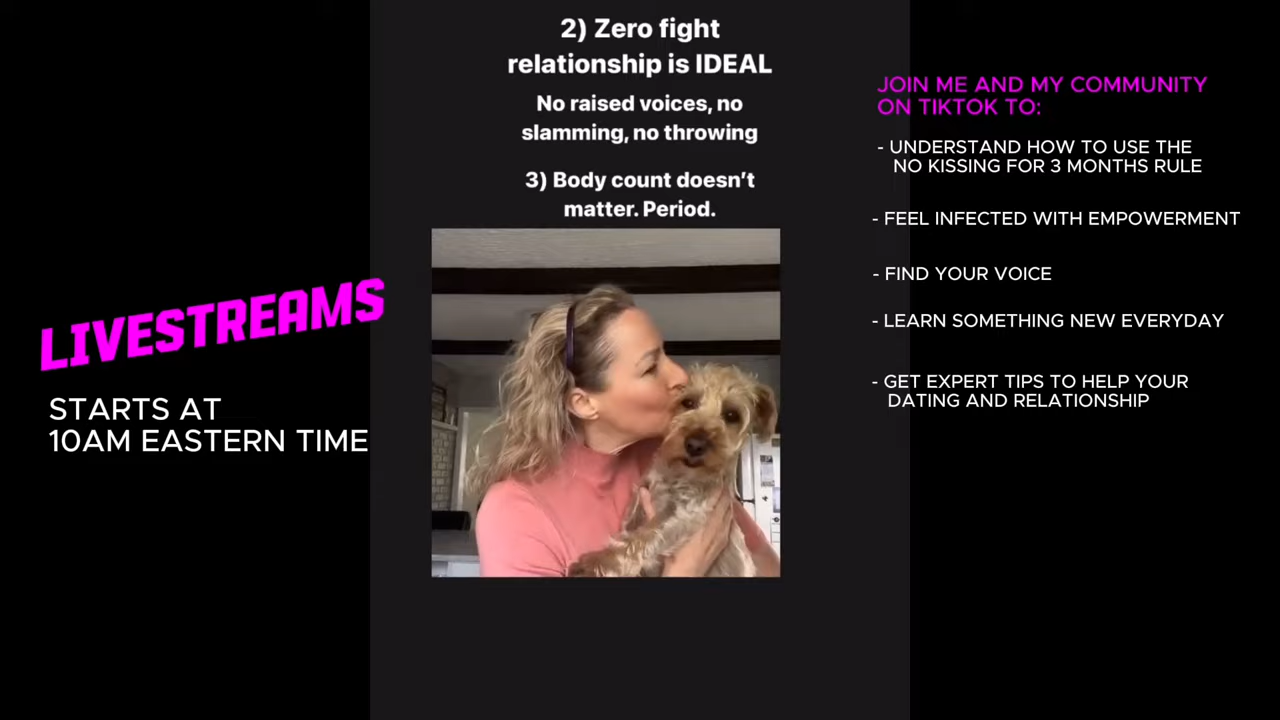 2) Zero fight
relationship is IDEAL
No raised voices, no
slamming, no throwing
3) Body count doesn’t
matter. Period.
LIVESTREAMS
STARTS AT
10AM EASTERN TIME
JOIN ME AND MY COMMUNITY
ON TIKTOK TO:
- UNDERSTAND HOW TO USE THE
NO KISSING FOR 3 MONTHS RULE
- FEEL INFECTED WITH EMPOWERMENT
- FIND YOUR VOICE
- LEARN SOMETHING NEW EVERYDAY
- GET EXPERT TIPS TO HELP YOUR
DATING AND RELATIONSHIP